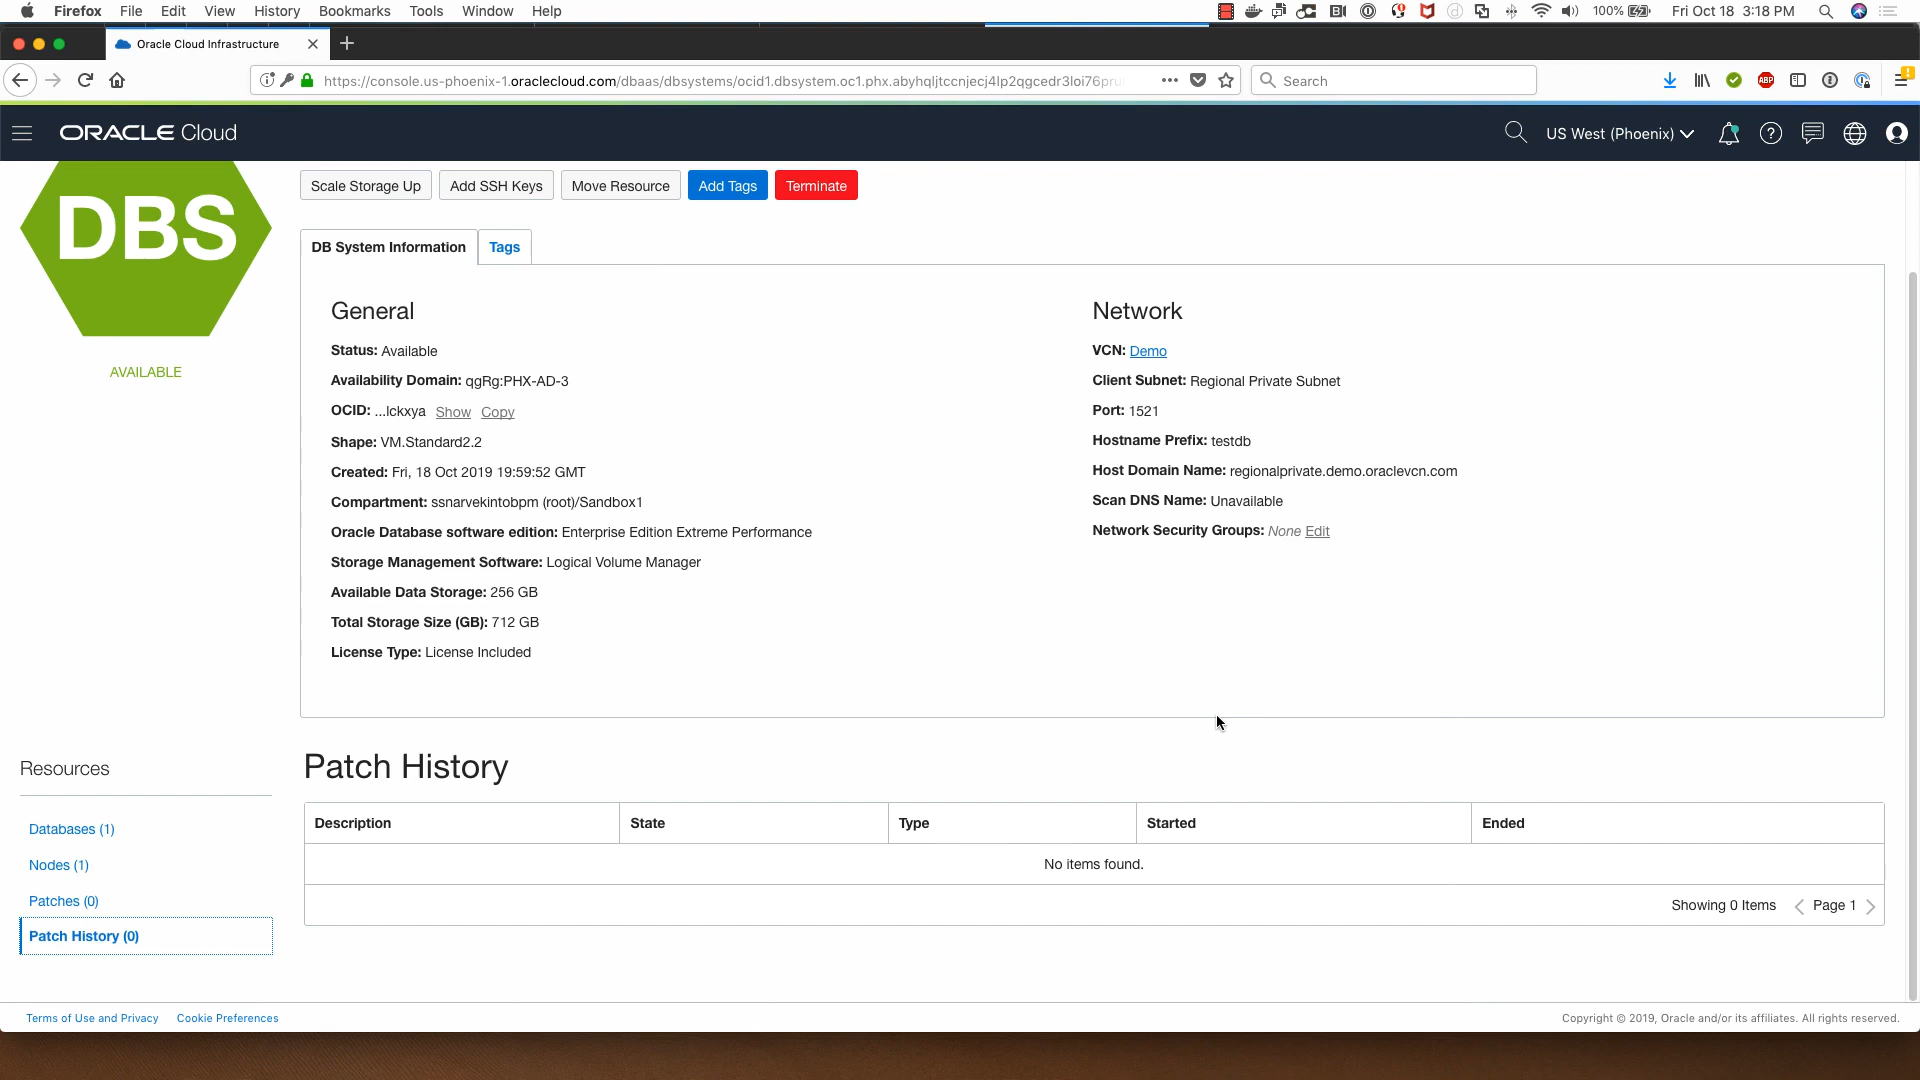 Firefox File Edit View History Bookmarks Tools Window Help 100% Fri Oct 18 3:18 PM
Oracle Cloud Infrastructure
https://console.us-phoenix-1.oraclecloud.com/dbaas/dbsystems/ocid1.dbsystem.oc1.phx.abyhqljtccnjecj4lp2qgcedr3loi76pru Search
ORACLE Cloud US West (Phoenix)
DBS
AVAILABLE
Scale Storage Up Add SSH Keys Move Resource Add Tags Terminate
DB System Information Tags
General
Status: Available
Availability Domain: qgRg:PHX-AD-3
OCID: ...lckxya Show Copy
Shape: VM.Standard2.2
Created: Fri, 18 Oct 2019 19:59:52 GMT
Compartment: ssnarvekintobpm (root)/Sandbox1
Oracle Database software edition: Enterprise Edition Extreme Performance
Storage Management Software: Logical Volume Manager
Available Data Storage: 256 GB
Total Storage Size (GB): 712 GB
License Type: License Included
Network
VCN: Demo
Client Subnet: Regional Private Subnet
Port: 1521
Hostname Prefix: testdb
Host Domain Name: regionalprivate.demo.oraclevcn.com
Scan DNS Name: Unavailable
Network Security Groups: None Edit
Resources
Databases (1)
Nodes (1)
Patches (0)
Patch History (0)
Patch History
Description State Type Started Ended
No items found.
Showing 0 Items Page 1
Terms of Use and Privacy Cookie Preferences
Copyright © 2019, Oracle and/or its affiliates. All rights reserved.